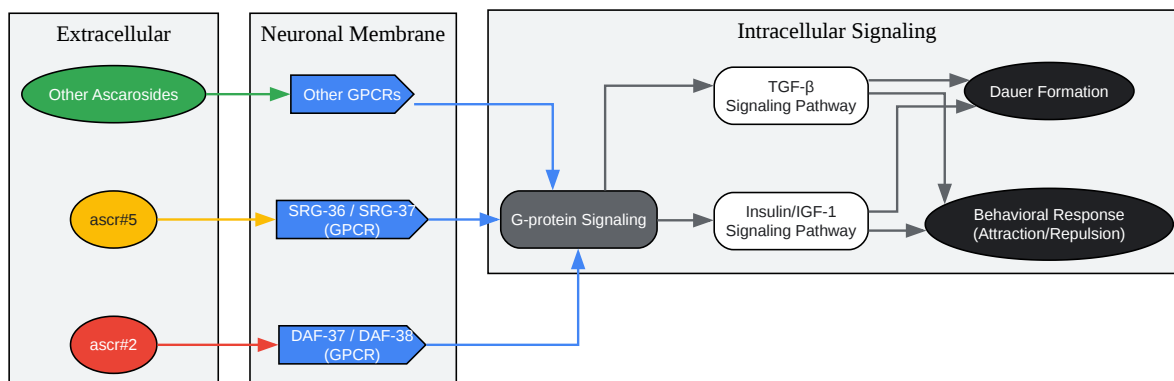 Extracellular
Neuronal Membrane
Intracellular Signaling
Other Ascarosides
Other GPCRs
TGF-β
Signaling Pathway
Dauer Formation
ascr#5
SRG-36 / SRG-37
(GPCR)
G-protein Signaling
Insulin/IGF-1
Signaling Pathway
Behavioral Response
(Attraction/Repulsion)
ascr#2
DAF-37 / DAF-38
(GPCR)